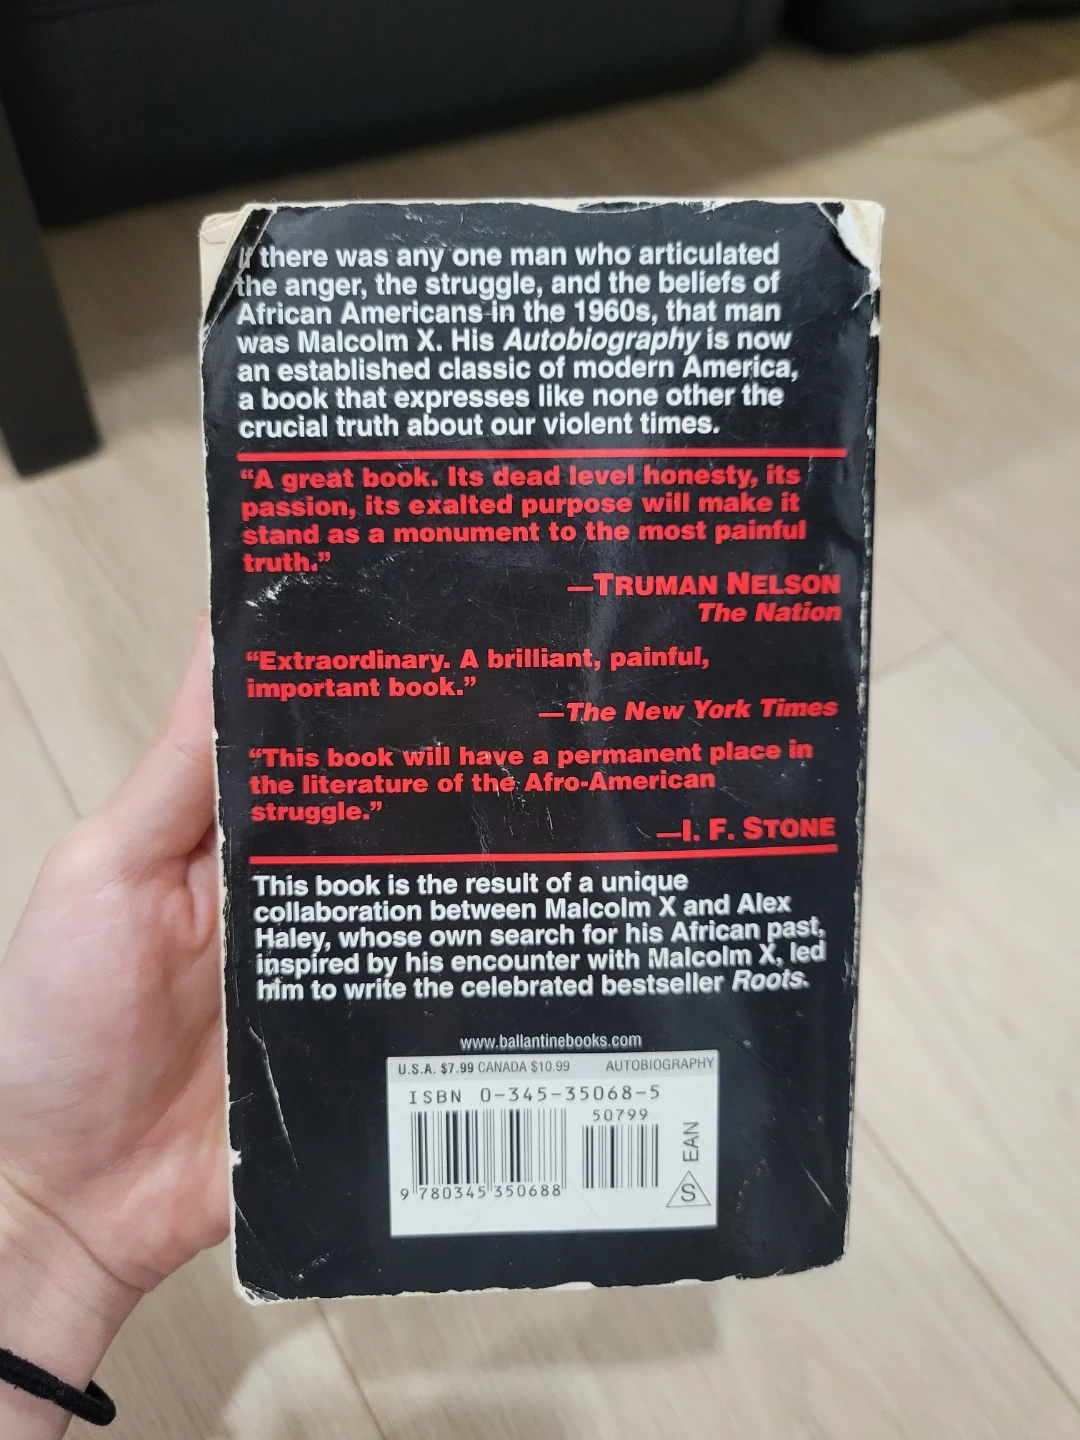 If there was any one man who articulated
the anger, the struggle, and the beliefs of
African Americans in the 1960s, that man
was Malcolm X. His Autobiography is now
an established classic of modern America,
a book that expresses like none other the
crucial truth about our violent times.
“A great book. Its dead level honesty, its
passion, its exalted purpose will make it
stand as a monument to the most painful
truth.”
—TRUMAN NELSON
The Nation
“Extraordinary. A brilliant, painful,
important book.”
—The New York Times
“This book will have a permanent place in
the literature of the Afro-American
struggle.”
—I. F. STONE
This book is the result of a unique
collaboration between Malcolm X and Alex
Haley, whose own search for his African past,
inspired by his encounter with Malcolm X, led
him to write the celebrated bestseller Roots.
www.ballantinebooks.com
U.S.A. $7.99 CANADA $10.99 AUTOBIOGRAPHY
ISBN 0-345-35068-5
50799
EAN
S
9 780345 350688